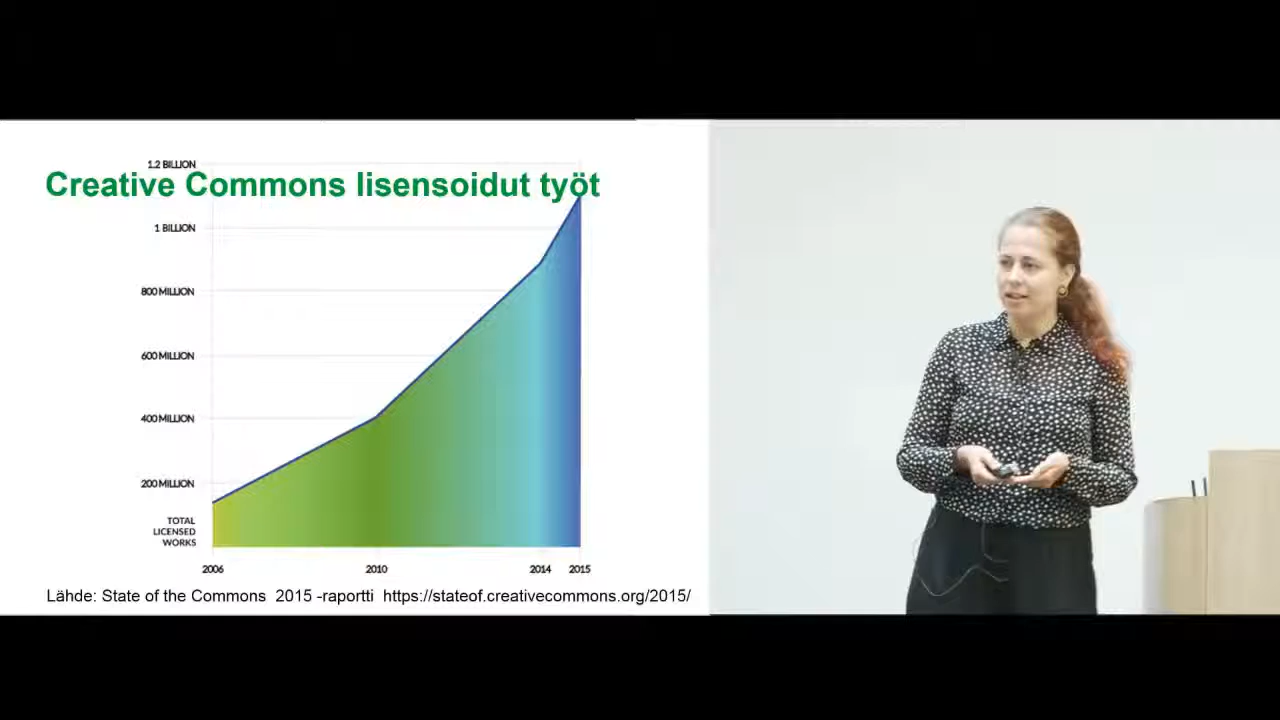 1.2 BILLION
Creative Commons lisensoidut työt
1 BILLION
800 MILLION
600 MILLION
400 MILLION
200 MILLION
TOTAL
LICENSED
WORKS
2006 2010 2014 2015
Lähde: State of the Commons 2015 -raportti https://stateof.creativecommons.org/2015/